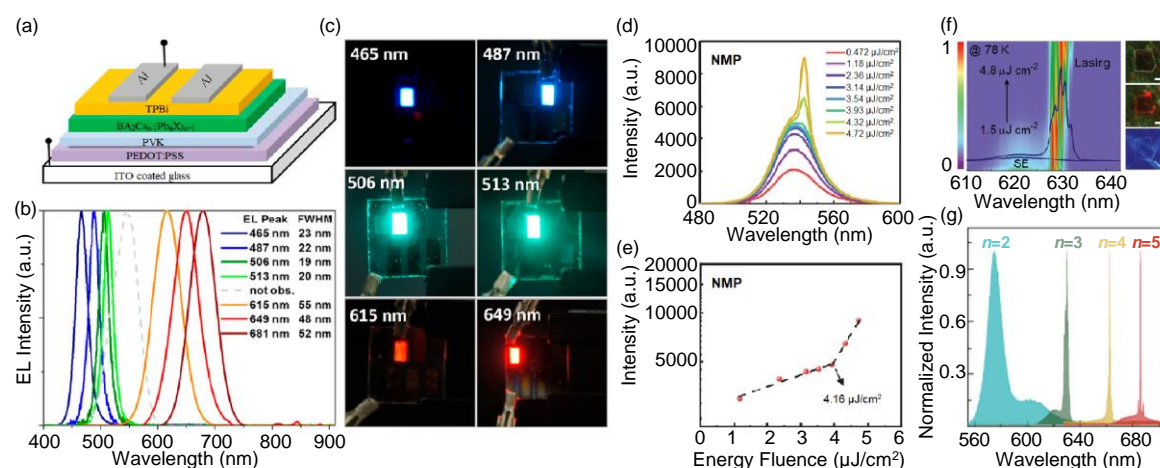 (a)
Al
Al
TPBi
BA2Csn-1PbnX3n+1
PVK
PEDOT:PSS
ITO coated glass
(b)
EL Intensity (a.u.)
EL Peak FWHM
465 nm 23 nm
487 nm 22 nm
506 nm 19 nm
513 nm 20 nm
not obs.
615 nm 55 nm
649 nm 48 nm
681 nm 52 nm
400 500 600 700 800 900
Wavelength (nm)
(c)
465 nm
487 nm
506 nm
513 nm
615 nm
649 nm
(d)
Intensity (a.u.)
10000
8000
6000
4000
2000
0
NMP
0.472 μJ/cm²
1.18 μJ/cm²
2.36 μJ/cm²
3.14 μJ/cm²
3.54 μJ/cm²
3.93 μJ/cm²
4.32 μJ/cm²
4.72 μJ/cm²
480 520 560 600
Wavelength (nm)
(e)
Intensity (a.u.)
20000
15000
10000
5000
NMP
4.16 μJ/cm²
0 1 2 3 4 5 6
Energy Fluence (μJ/cm²)
(f)
1
0
@ 78 K
4.8 μJ cm⁻²
1.5 μJ cm⁻²
Lasirg
SE
610 620 630 640
Wavelength (nm)
(g)
Normalized Intensity (a.u.)
n=2 n=3 n=4 n=5
0.9
0.6
0.3
0.0
560 600 640 680
Wavelength (nm)